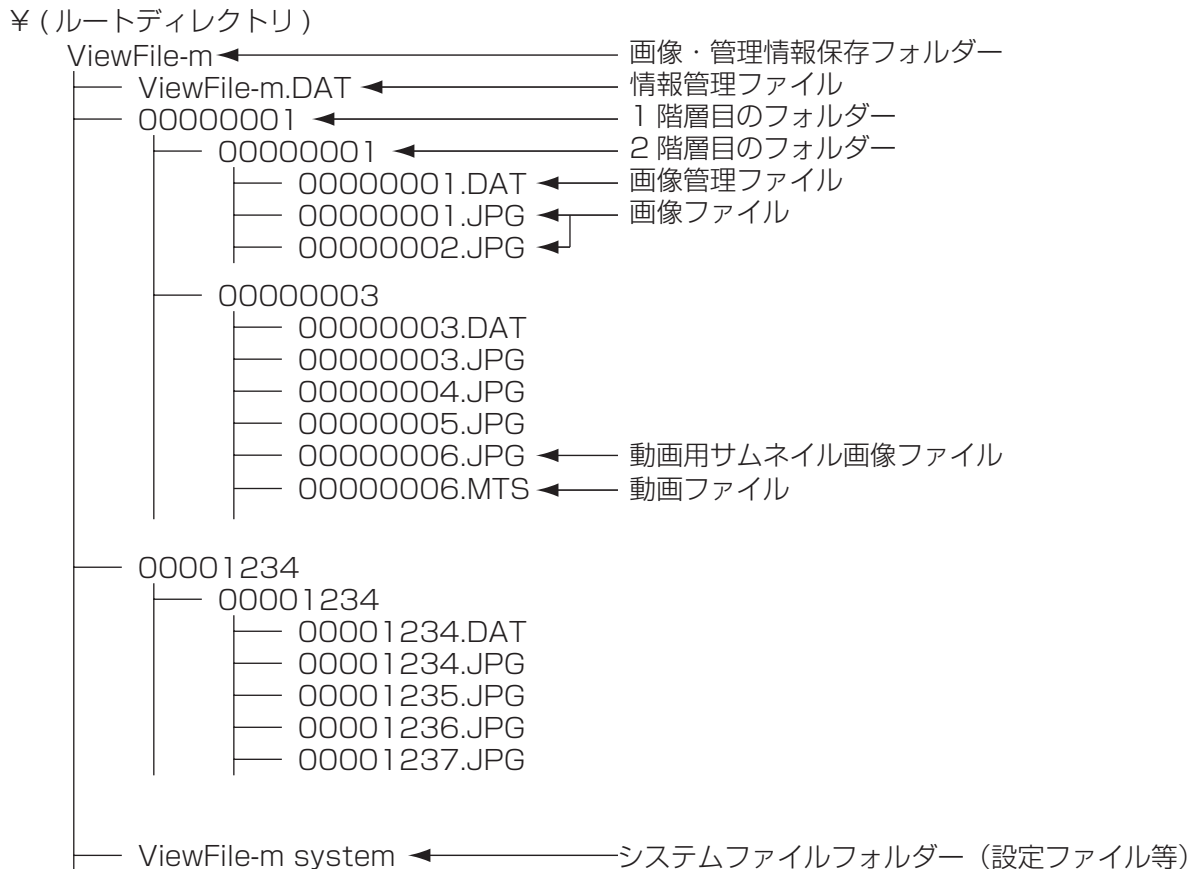 ¥ ( ルートディレクトリ )
ViewFile-m 画像・管理情報保存フォルダー
ViewFile-m.DAT 情報管理ファイル
00000001 1 階層目のフォルダー
00000001 2 階層目のフォルダー
00000001.DAT 画像管理ファイル
00000001.JPG 画像ファイル
00000002.JPG
00000003
00000003.DAT
00000003.JPG
00000004.JPG
00000005.JPG
00000006.JPG 動画用サムネイル画像ファイル
00000006.MTS 動画ファイル
00001234
00001234
00001234.DAT
00001234.JPG
00001235.JPG
00001236.JPG
00001237.JPG
ViewFile-m system システムファイルフォルダー（設定ファイル等）